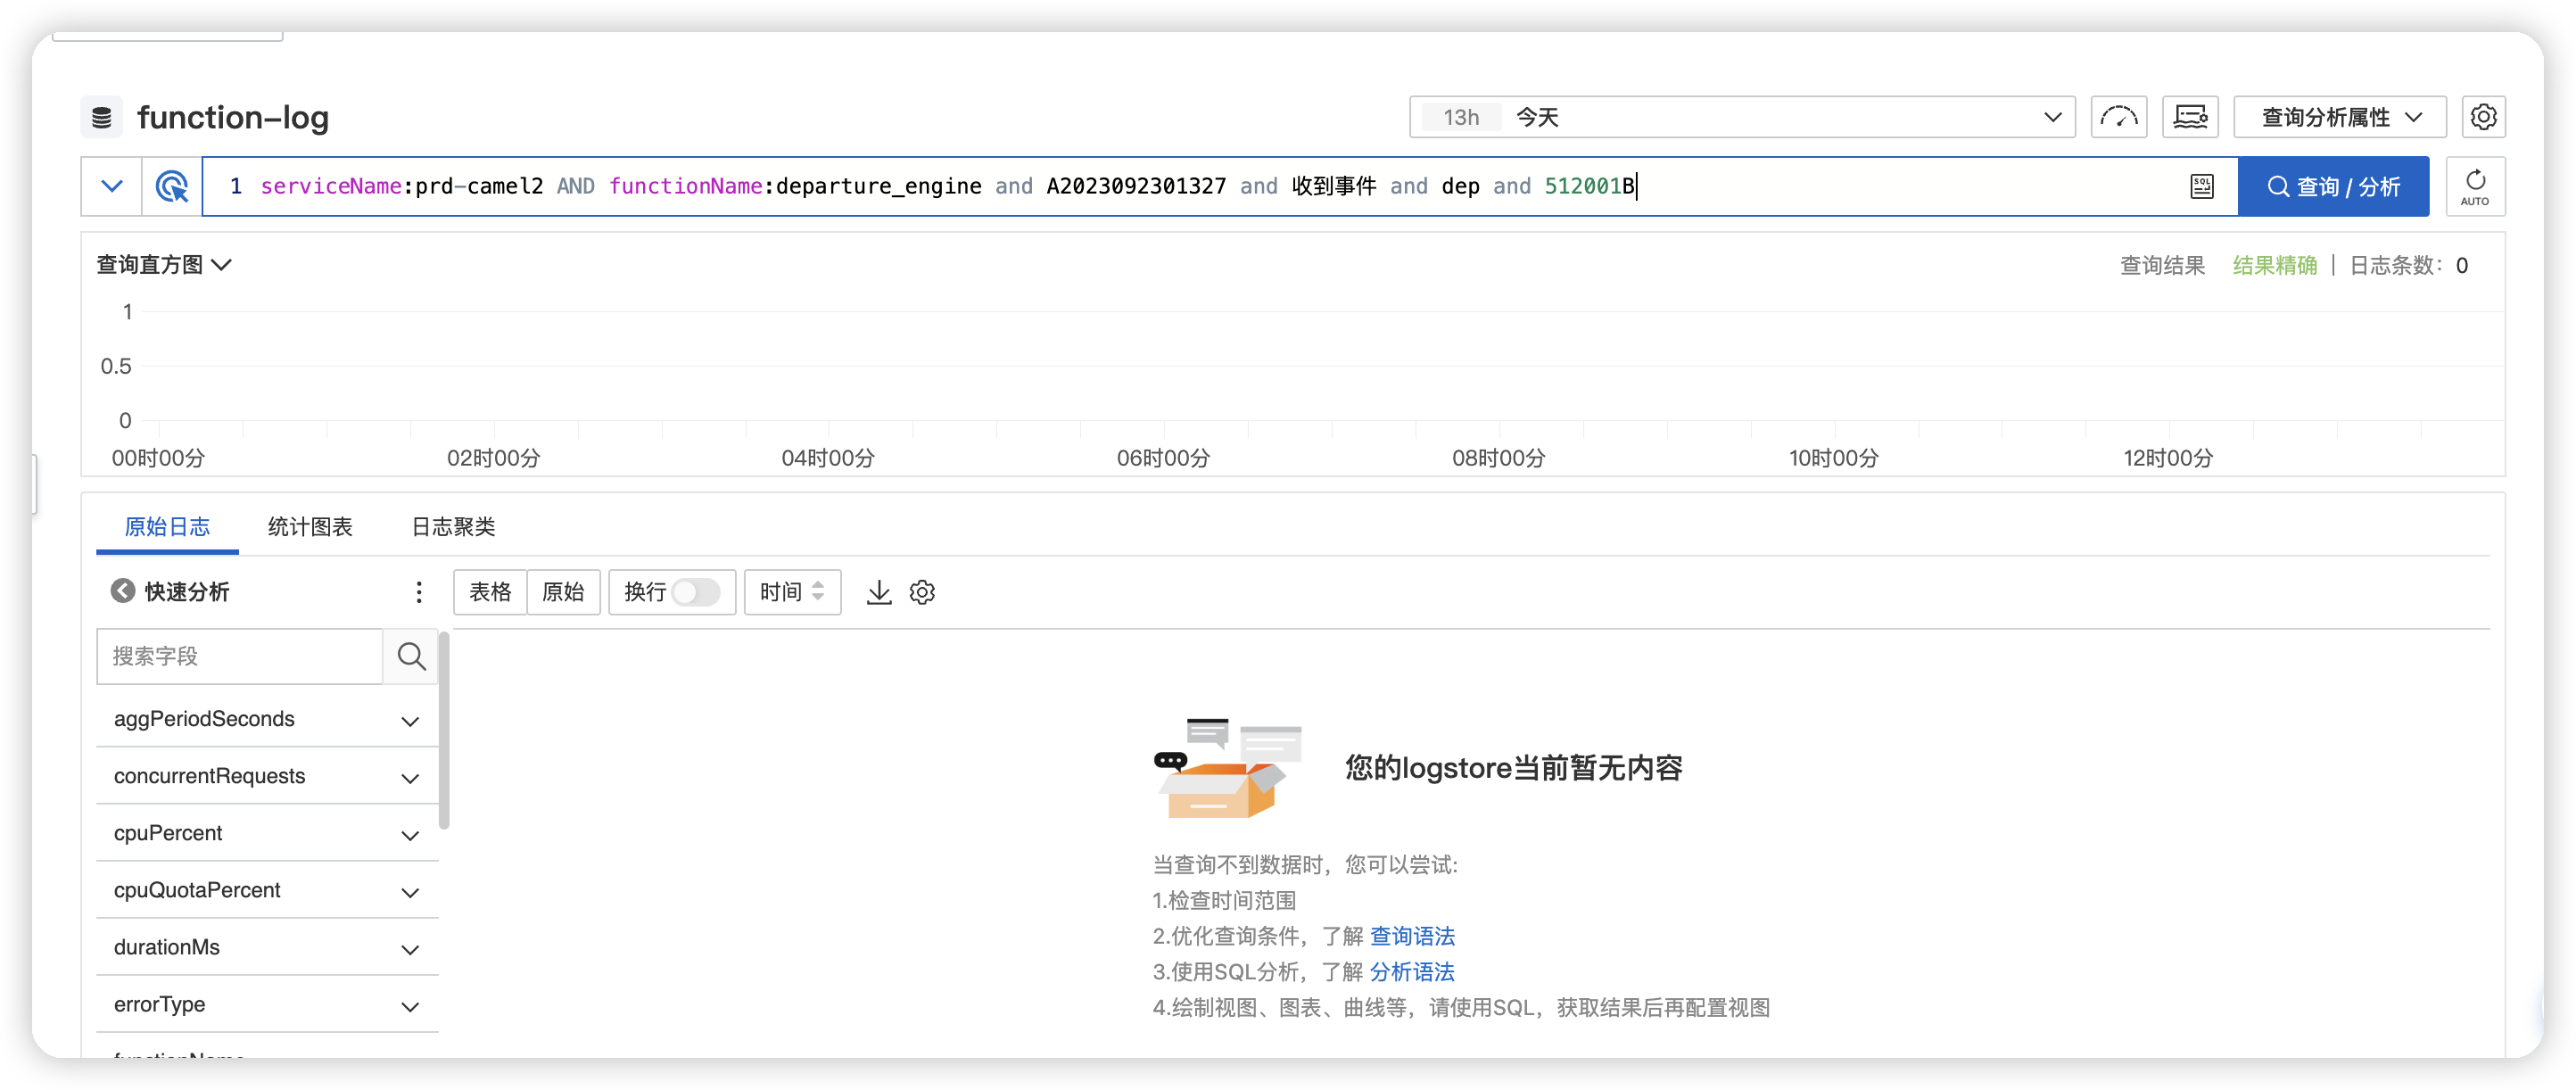 function-log
13h 今天
查询分析属性
1 serviceName:prd-camel2 AND functionName:departure_engine and A2023092301327 and 收到事件 and dep and 512001B
SQL
查询 / 分析
AUTO
查询直方图
查询结果 结果精确 | 日志条数: 0
1
0.5
0
00时00分 02时00分 04时00分 06时00分 08时00分 10时00分 12时00分
原始日志 统计图表 日志聚类
快速分析
表格 原始 换行 时间
搜索字段
aggPeriodSeconds
concurrentRequests
cpuPercent
cpuQuotaPercent
durationMs
errorType
functionName
您的logstore当前暂无内容
当查询不到数据时，您可以尝试:
1.检查时间范围
2.优化查询条件，了解 查询语法
3.使用SQL分析，了解 分析语法
4.绘制视图、图表、曲线等，请使用SQL，获取结果后再配置视图